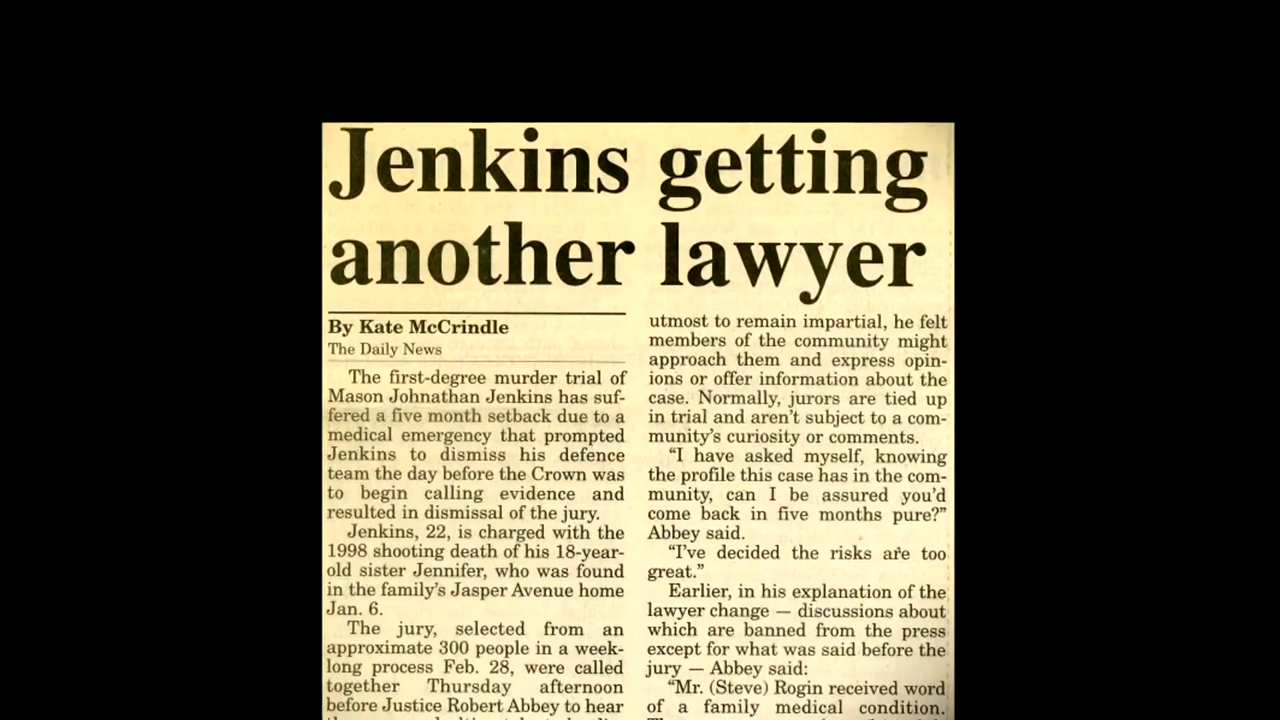 Jenkins getting
another lawyer
By Kate McCrindle
The Daily News
The first-degree murder trial of
Mason Johnathan Jenkins has suf-
fered a five month setback due to a
medical emergency that prompted
Jenkins to dismiss his defence
team the day before the Crown was
to begin calling evidence and
resulted in dismissal of the jury.
Jenkins, 22, is charged with the
1998 shooting death of his 18-year-
old sister Jennifer, who was found
in the family's Jasper Avenue home
Jan. 6.
The jury, selected from an
approximate 300 people in a week-
long process Feb. 28, were called
together Thursday afternoon
before Justice Robert Abbey to hear
utmost to remain impartial, he felt
members of the community might
approach them and express opin-
ions or offer information about the
case. Normally, jurors are tied up
in trial and aren't subject to a com-
munity's curiosity or comments.
“I have asked myself, knowing
the profile this case has in the com-
munity, can I be assured you'd
come back in five months pure?”
Abbey said.
“I've decided the risks are too
great.”
Earlier, in his explanation of the
lawyer change — discussions about
which are banned from the press
except for what was said before the
jury — Abbey said:
“Mr. (Steve) Rogin received word
of a family medical condition.